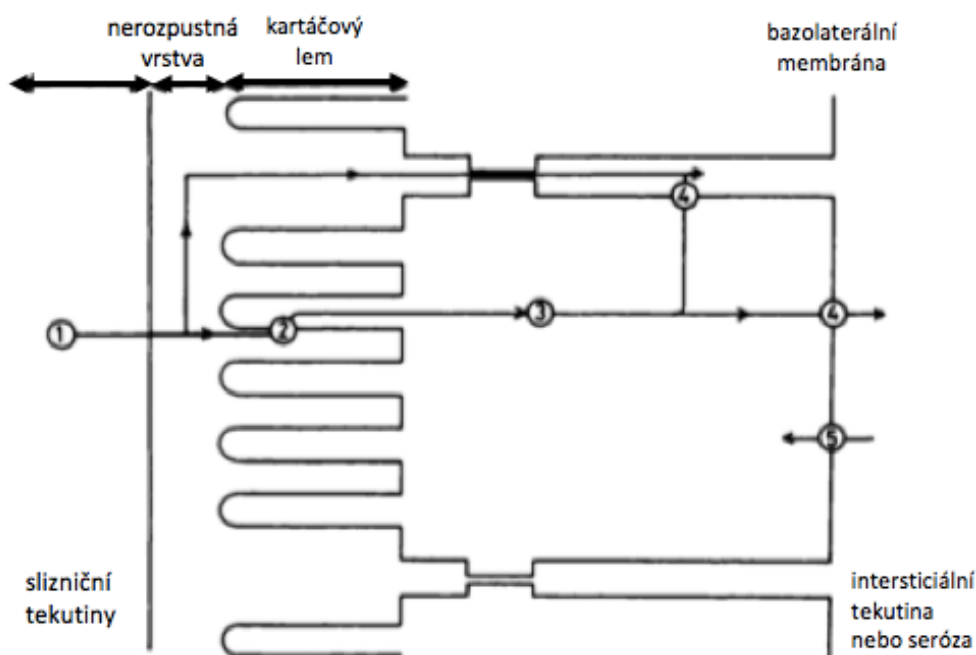 nerozpustná
vrstva
kartáčový
lem
bazolaterální
membrána
4
1
2
3
4
5
slizniční
tekutiny
intersticiální
tekutina
nebo seróza